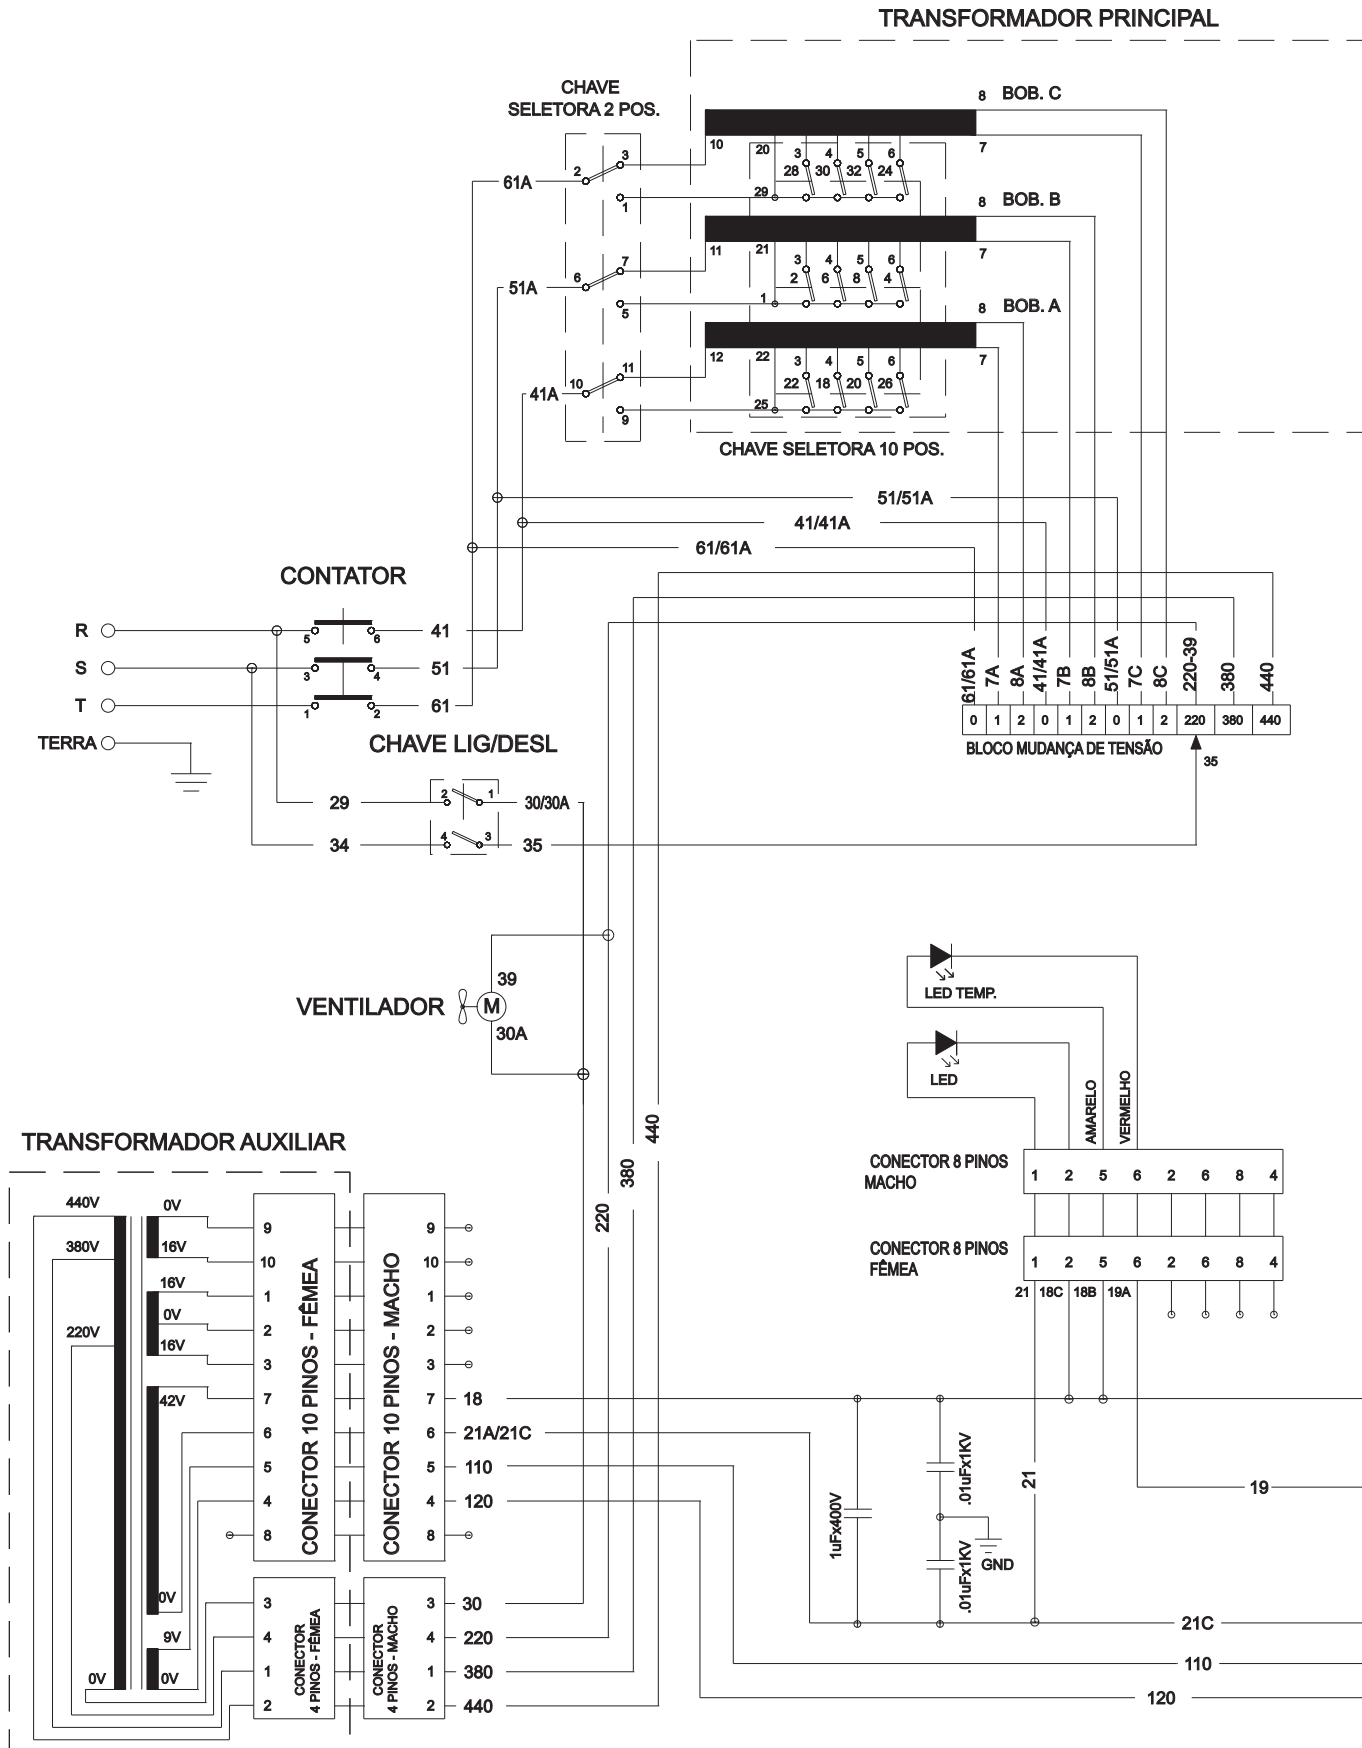 TRANSFORMADOR PRINCIPAL
CHAVE
SELETORA 2 POS.
8 BOB. C
7
10 20 3 4 5 6
28 30 32 24
29
61A 2 3
1
8 BOB. B
7
11 21 3 4 5 6
2 6 8 4
1
51A 6 7
5
8 BOB. A
7
12 22 3 4 5 6
22 18 20 26
25
41A 10 11
9
CHAVE SELETORA 10 POS.
51/51A
41/41A
61/61A
CONTATOR
R 5 6 41
S 3 4 51
T 1 2 61
TERRA
61/61A 7A 8A 41/41A 7B 8B 51/51A 7C 8C 220-39 380 440
0 1 2 0 1 2 0 1 2 220 380 440
BLOCO MUDANÇA DE TENSÃO
35
CHAVE LIG/DESL
29 2 1 30/30A
34 4 3 35
VENTILADOR
39
M
30A
LED TEMP.
LED
AMARELO
VERMELHO
440
380
220
CONECTOR 8 PINOS
MACHO
1 2 5 6 2 6 8 4
CONECTOR 8 PINOS
FÊMEA
1 2 5 6 2 6 8 4
21 18C 18B 19A
TRANSFORMADOR AUXILIAR
440V
380V
220V
0V
0V
16V
16V
0V
16V
42V
0V
9V
0V
CONECTOR 10 PINOS - FÊMEA
9
10
1
2
3
7
6
5
4
8
CONECTOR 10 PINOS - MACHO
9
10
1
2
3
7 18
6 21A/21C
5 110
4 120
8
CONECTOR
4 PINOS - FÊMEA
3
4
1
2
CONECTOR
4 PINOS - MACHO
3 30
4 220
1 380
2 440
1uFx400V
.01uFx1KV
.01uFx1KV
GND
21
19
21C
110
120